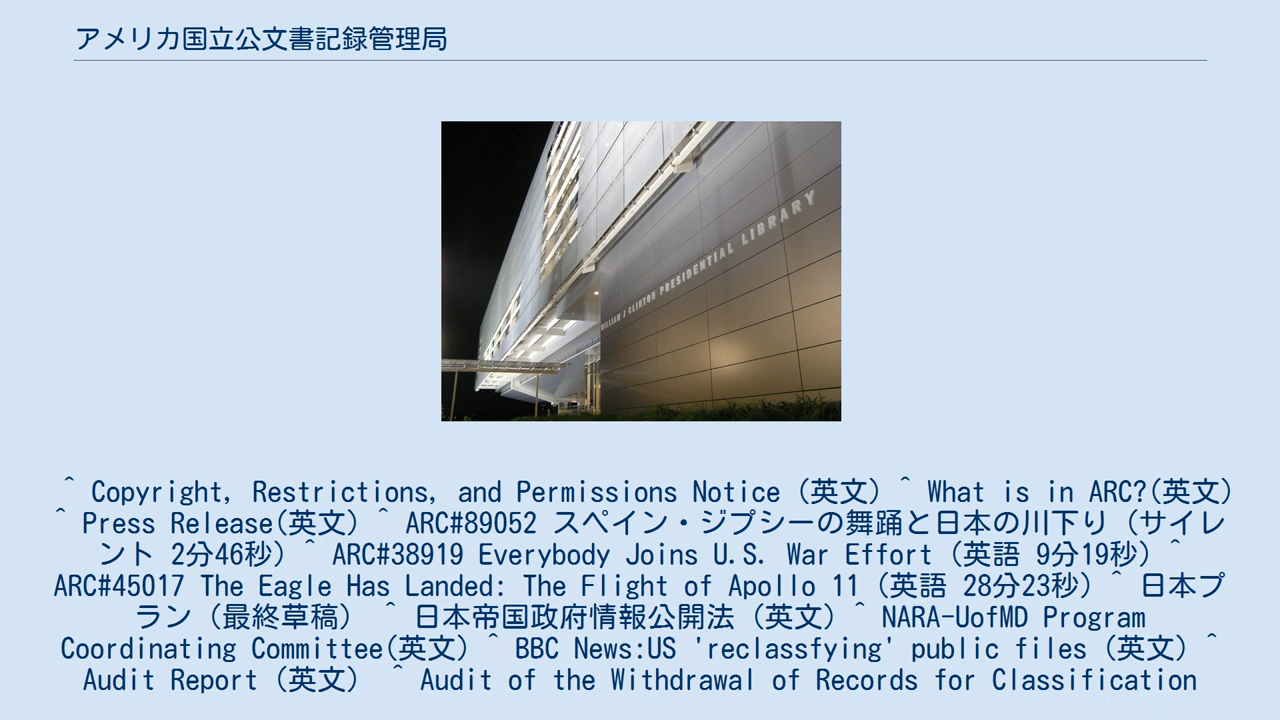 アメリカ国立公文書記録管理局
WILLIAM J CLINTON PRESIDENTIAL LIBRARY
^ Copyright, Restrictions, and Permissions Notice (英文) ^ What is in ARC?(英文)
^ Press Release(英文) ^ ARC#89052 スペイン・ジプシーの舞踊と日本の川下り (サイレ
ント 2分46秒) ^ ARC#38919 Everybody Joins U.S. War Effort (英語 9分19秒) ^
ARC#45017 The Eagle Has Landed: The Flight of Apollo 11 (英語 28分23秒) ^ 日本プ
ラン (最終草稿) ^ 日本帝国政府情報公開法 (英文) ^ NARA-UofMD Program
Coordinating Committee(英文) ^ BBC News:US 'reclassfying' public files (英文) ^
Audit Report (英文) ^ Audit of the Withdrawal of Records for Classification